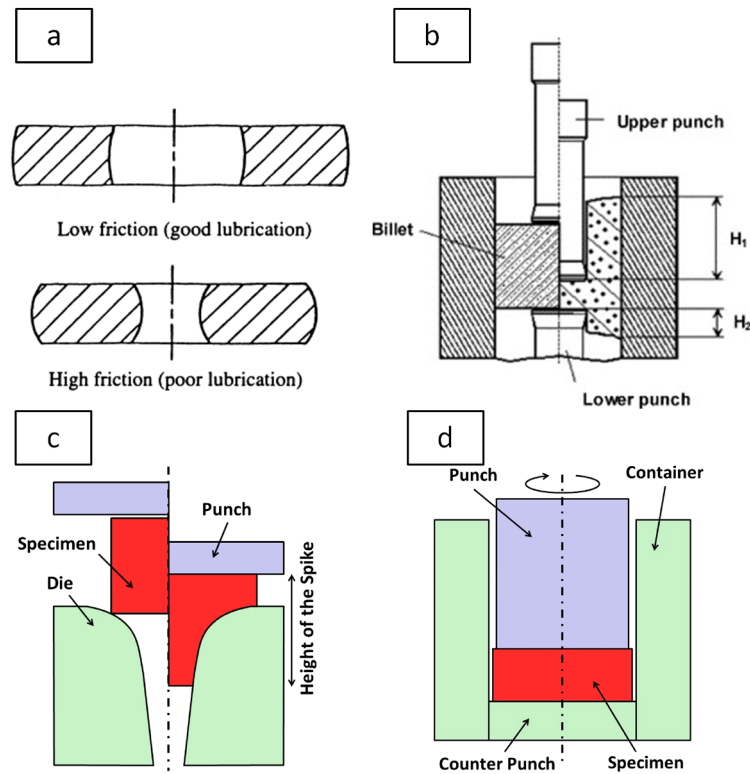 a
Low friction (good lubrication)
High friction (poor lubrication)
b
Upper punch
Billet
H₁
H₂
Lower punch
c
Punch
Specimen
Die
Height of the Spike
d
Punch
Container
Counter Punch
Specimen